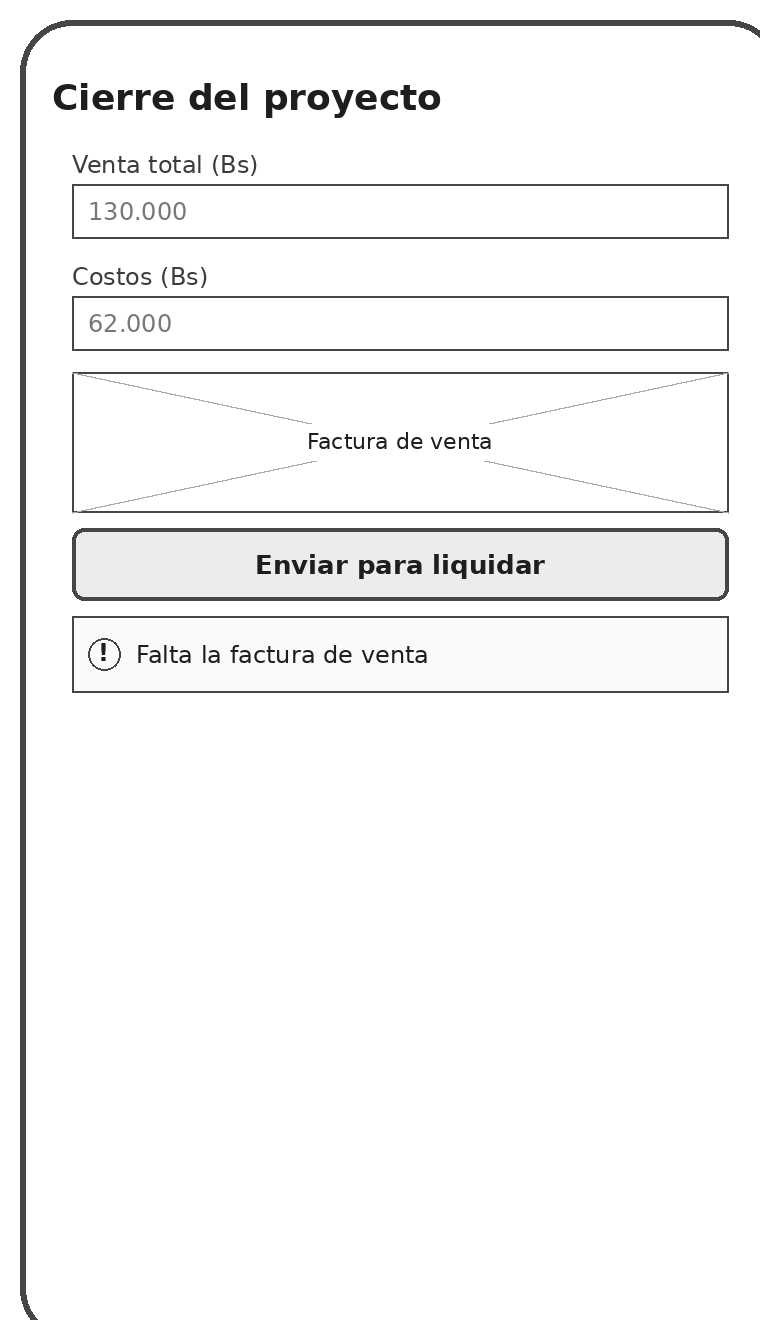 Cierre del proyecto
Venta total (Bs)
130.000
Costos (Bs)
62.000
Factura de venta
Enviar para liquidar
! Falta la factura de venta